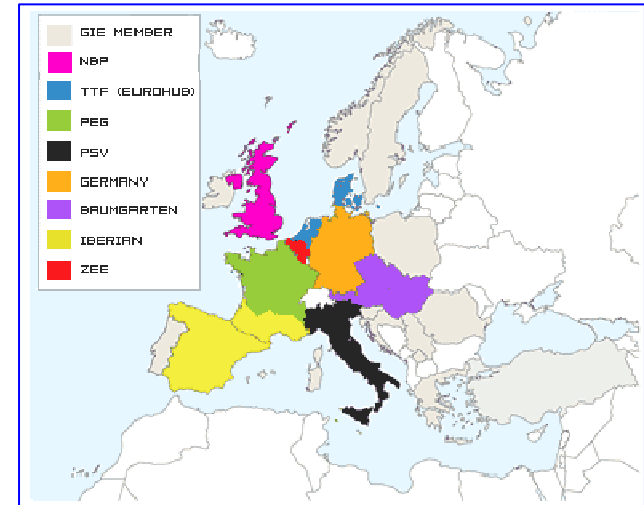 GIE MEMBER
NBP
TTF (EUROHUB)
PEG
PSV
GERMANY
BAUMGARTEN
IBERIAN
ZEE